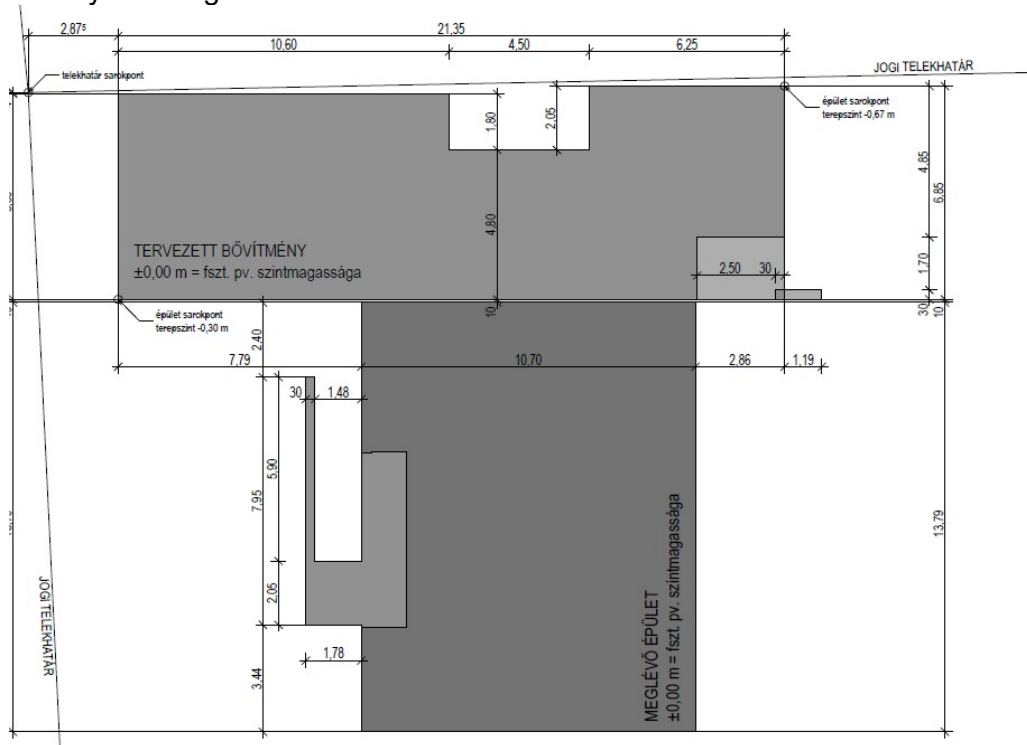 2,87⁵
21,35
10,60
4,50
6,25
telekhatár sarokpont
JOGI TELEKHATÁR
épület sarokpont
terepszint -0,67 m
1,80
2,05
4,85
6,85
4,80
TERVEZETT BŐVÍTMÉNY
±0,00 m = fszt. pv. szintmagassága
2,50
30
1,70
30
10
10
épület sarokpont
terepszint -0,30 m
2,40
7,79
10,70
2,86
1,19
30
1,48
5,90
7,95
2,05
13,79
MEGLÉVŐ ÉPÜLET
±0,00 m = fszt. pv. szintmagassága
JOGI TELEKHATÁR
1,78
3,44